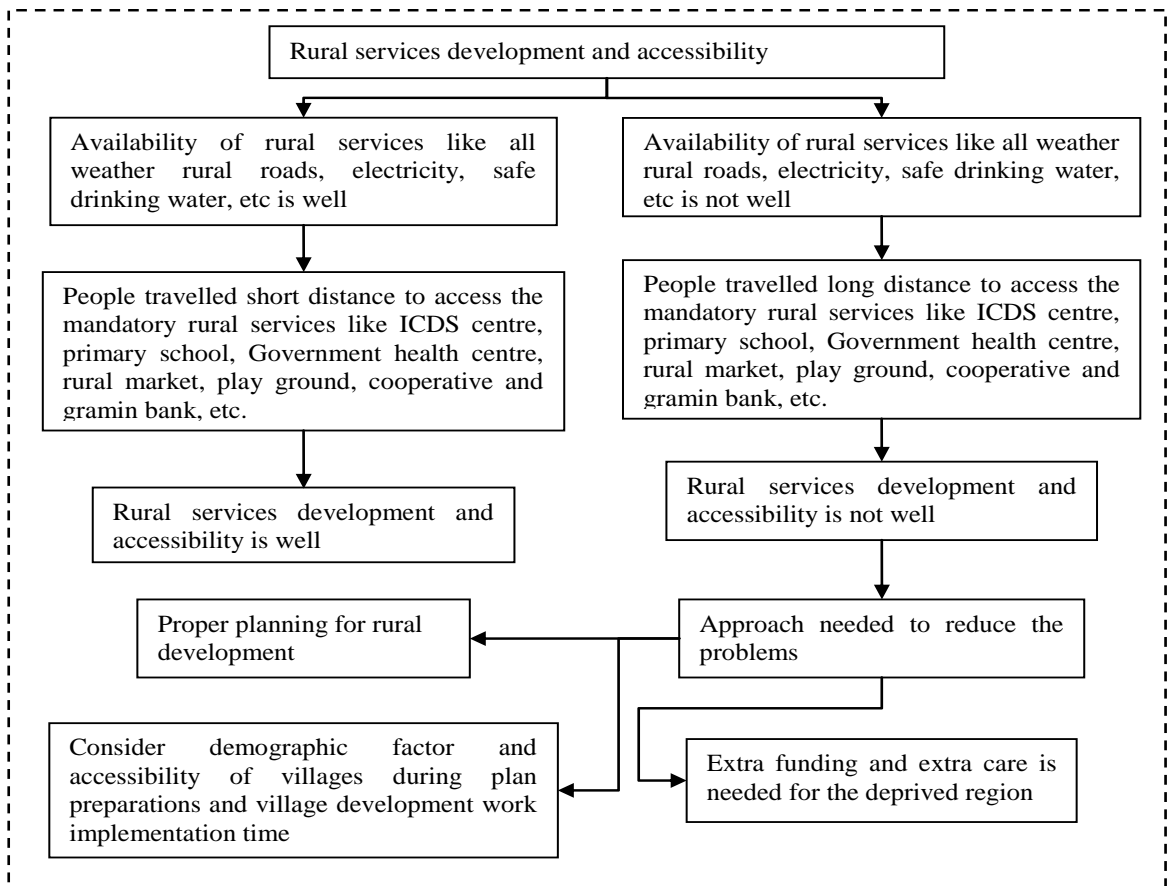 Rural services development and accessibility
Availability of rural services like all
weather rural roads, electricity, safe
drinking water, etc is well
Availability of rural services like all weather
rural roads, electricity, safe drinking water,
etc is not well
People travelled short distance to access the
mandatory rural services like ICDS centre,
primary school, Government health centre,
rural market, play ground, cooperative and
gramin bank, etc.
People travelled long distance to access the
mandatory rural services like ICDS centre,
primary school, Government health centre,
rural market, play ground, cooperative and
gramin bank, etc.
Rural services development and
accessibility is well
Rural services development and
accessibility is not well
Proper planning for rural
development
Approach needed to reduce the
problems
Consider demographic factor and
accessibility of villages during plan
preparations and village development work
implementation time
Extra funding and extra care is
needed for the deprived region